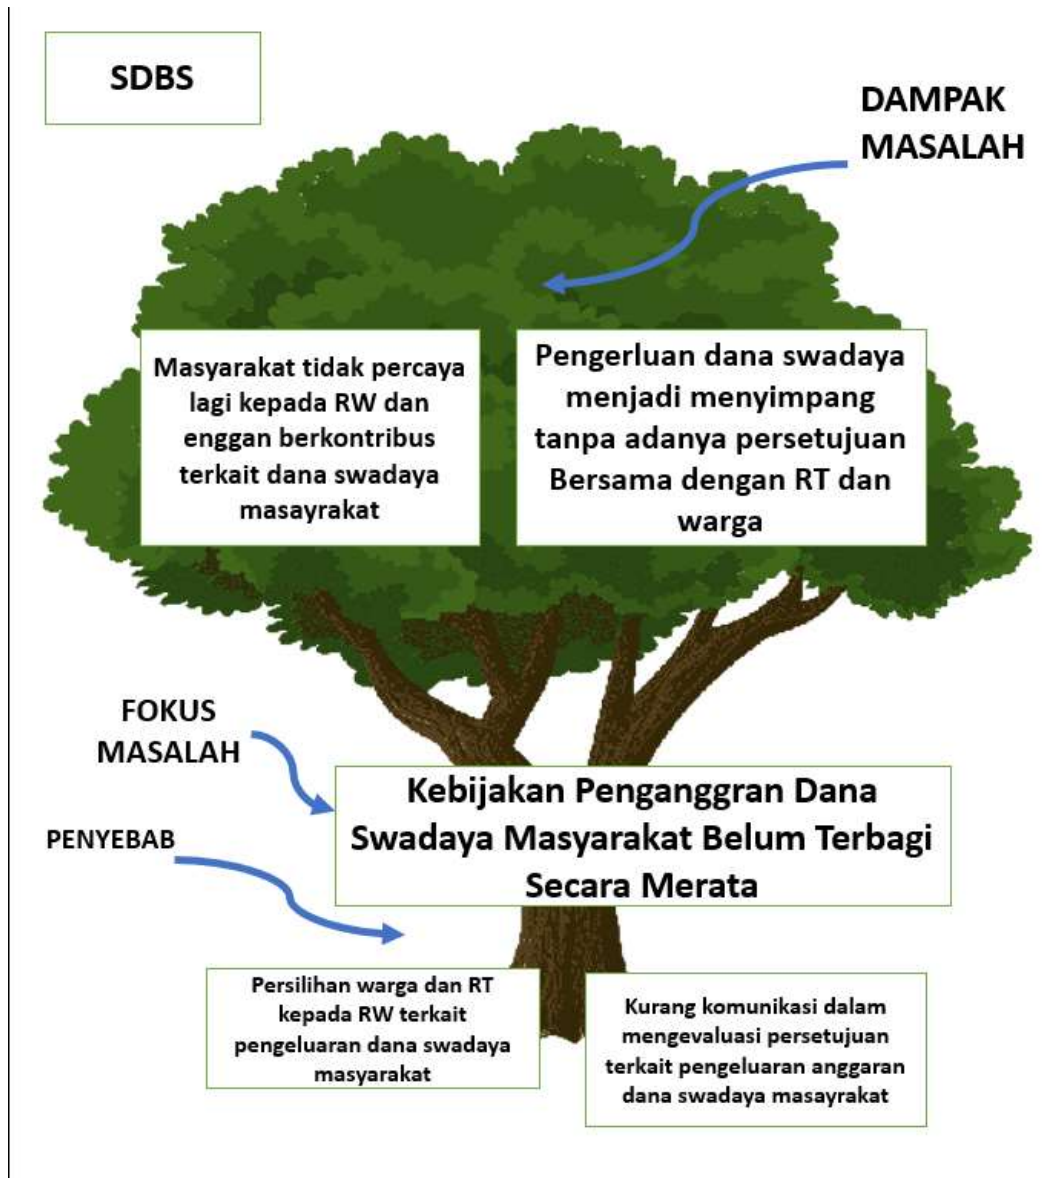 SDBS
DAMPAK
MASALAH
Masyarakat tidak percaya
lagi kepada RW dan
enggan berkontribus
terkait dana swadaya
masayrakat
Pengerluan dana swadaya
menjadi menyimpang
tanpa adanya persetujuan
Bersama dengan RT dan
warga
FOKUS
MASALAH
Kebijakan Penganggran Dana
Swadaya Masyarakat Belum Terbagi
Secara Merata
PENYEBAB
Persilihan warga dan RT
kepada RW terkait
pengeluaran dana swadaya
masyarakat
Kurang komunikasi dalam
mengevaluasi persetujuan
terkait pengeluaran anggaran
dana swadaya masayrakat